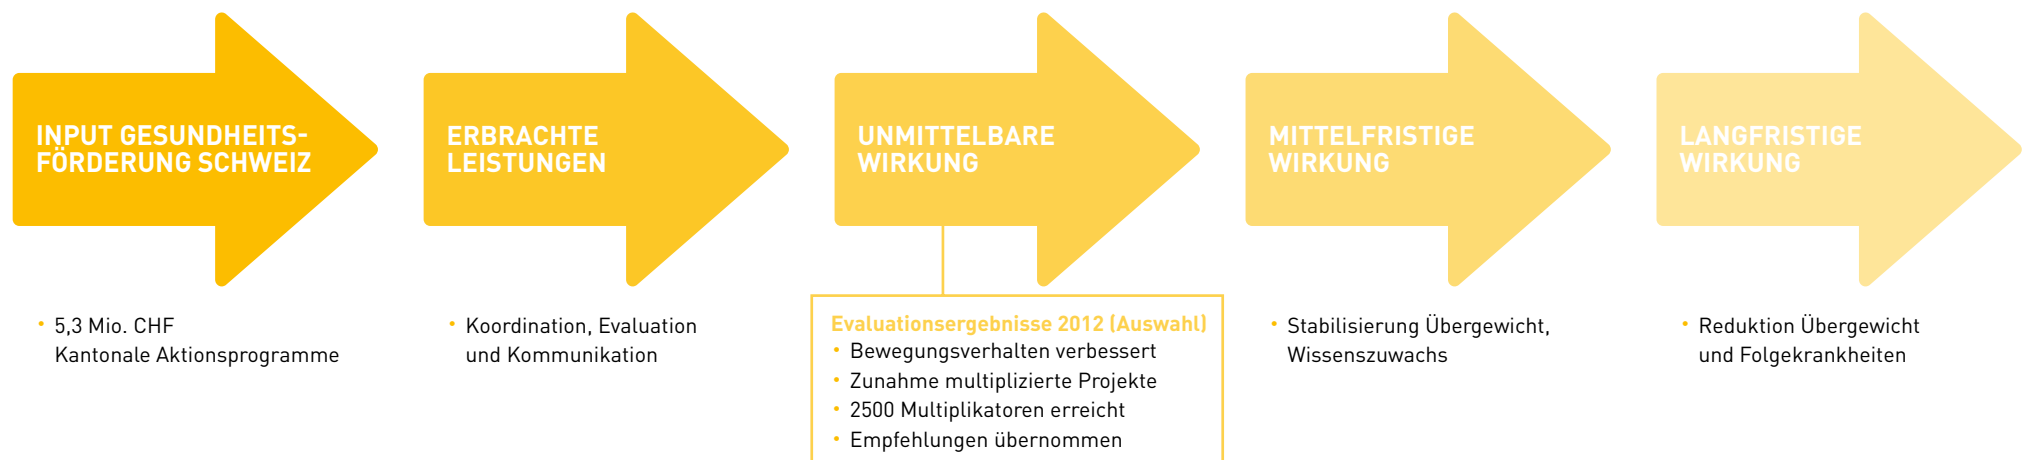 INPUT GESUNDHEITS-
FÖRDERUNG SCHWEIZ
• 5,3 Mio. CHF
Kantonale Aktionsprogramme
ERBRACHTE
LEISTUNGEN
• Koordination, Evaluation
und Kommunikation
UNMITTELBARE
WIRKUNG
Evaluationsergebnisse 2012 (Auswahl)
• Bewegungsverhalten verbessert
• Zunahme multiplizierte Projekte
• 2500 Multiplikatoren erreicht
• Empfehlungen übernommen
MITTELFRISTIGE
WIRKUNG
• Stabilisierung Übergewicht,
Wissenszuwachs
LANGFRISTIGE
WIRKUNG
• Reduktion Übergewicht
und Folgekrankheiten